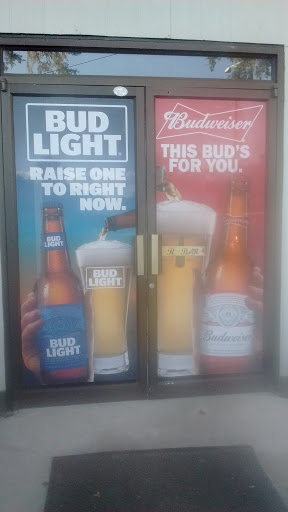 BUD
LIGHT
RAISE ONE
TO RIGHT
NOW.
BUD
LIGHT
BUD
LIGHT
BUD
LIGHT
Budweiser
THIS BUD'S
FOR YOU.
Budweiser